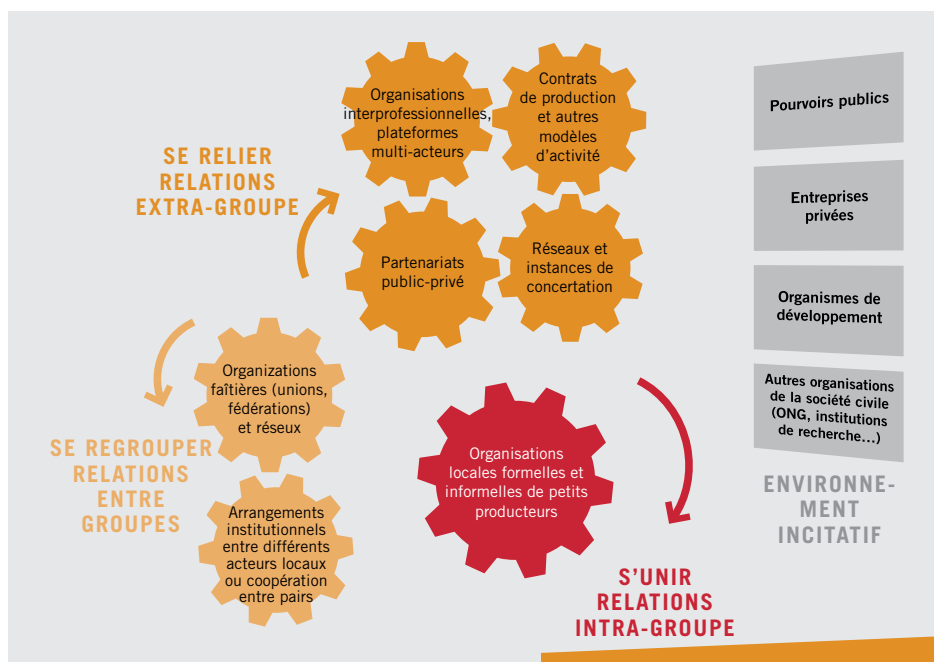 Organisations
interprofessionnelles,
plateformes
multi-acteurs
Contrats
de production
et autres
modèles
d'activité
SE RELIER
RELATIONS
EXTRA-GROUPE
Partenariats
public-privé
Réseaux et
instances de
concertation
Organizations
faîtières (unions,
fédérations)
et réseux
SE REGROUPER
RELATIONS
ENTRE
GROUPES
Arrangements
institutionnels
entre différents
acteurs locaux
ou coopération
entre pairs
Organisations
locales formelles et
informelles de petits
producteurs
S'UNIR
RELATIONS
INTRA-GROUPE
Pourvoirs publics
Entreprises
privées
Organismes de
développement
Autres organisations
de la société civile
(ONG, institutions
de recherche...)
ENVIRONNE-
MENT
INCITATIF